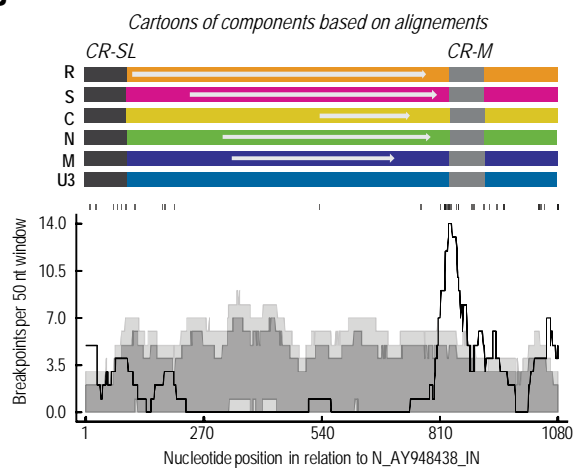 Cartoons of components based on alignements
CR-SL CR-M
R
S
C
N
M
U3
14.0
10.5
7.0
3.5
0.0
Breakpoints per 50 nt window
1 270 540 810 1080
Nucleotide position in relation to N_AY948438_IN